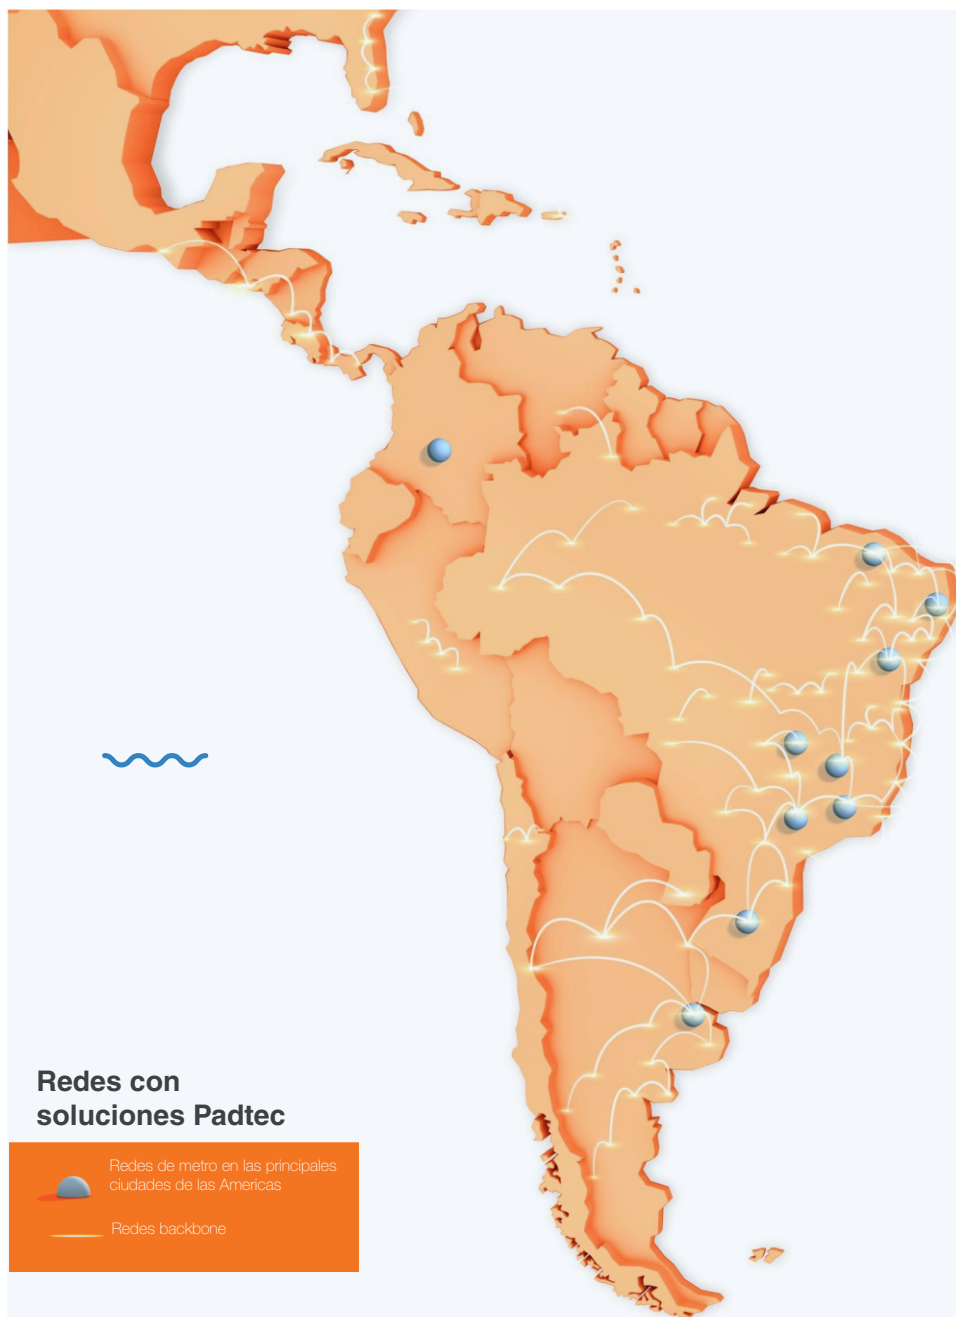 Redes con
soluciones Padtec
Redes de metro en las principales
ciudades de las Americas
Redes backbone